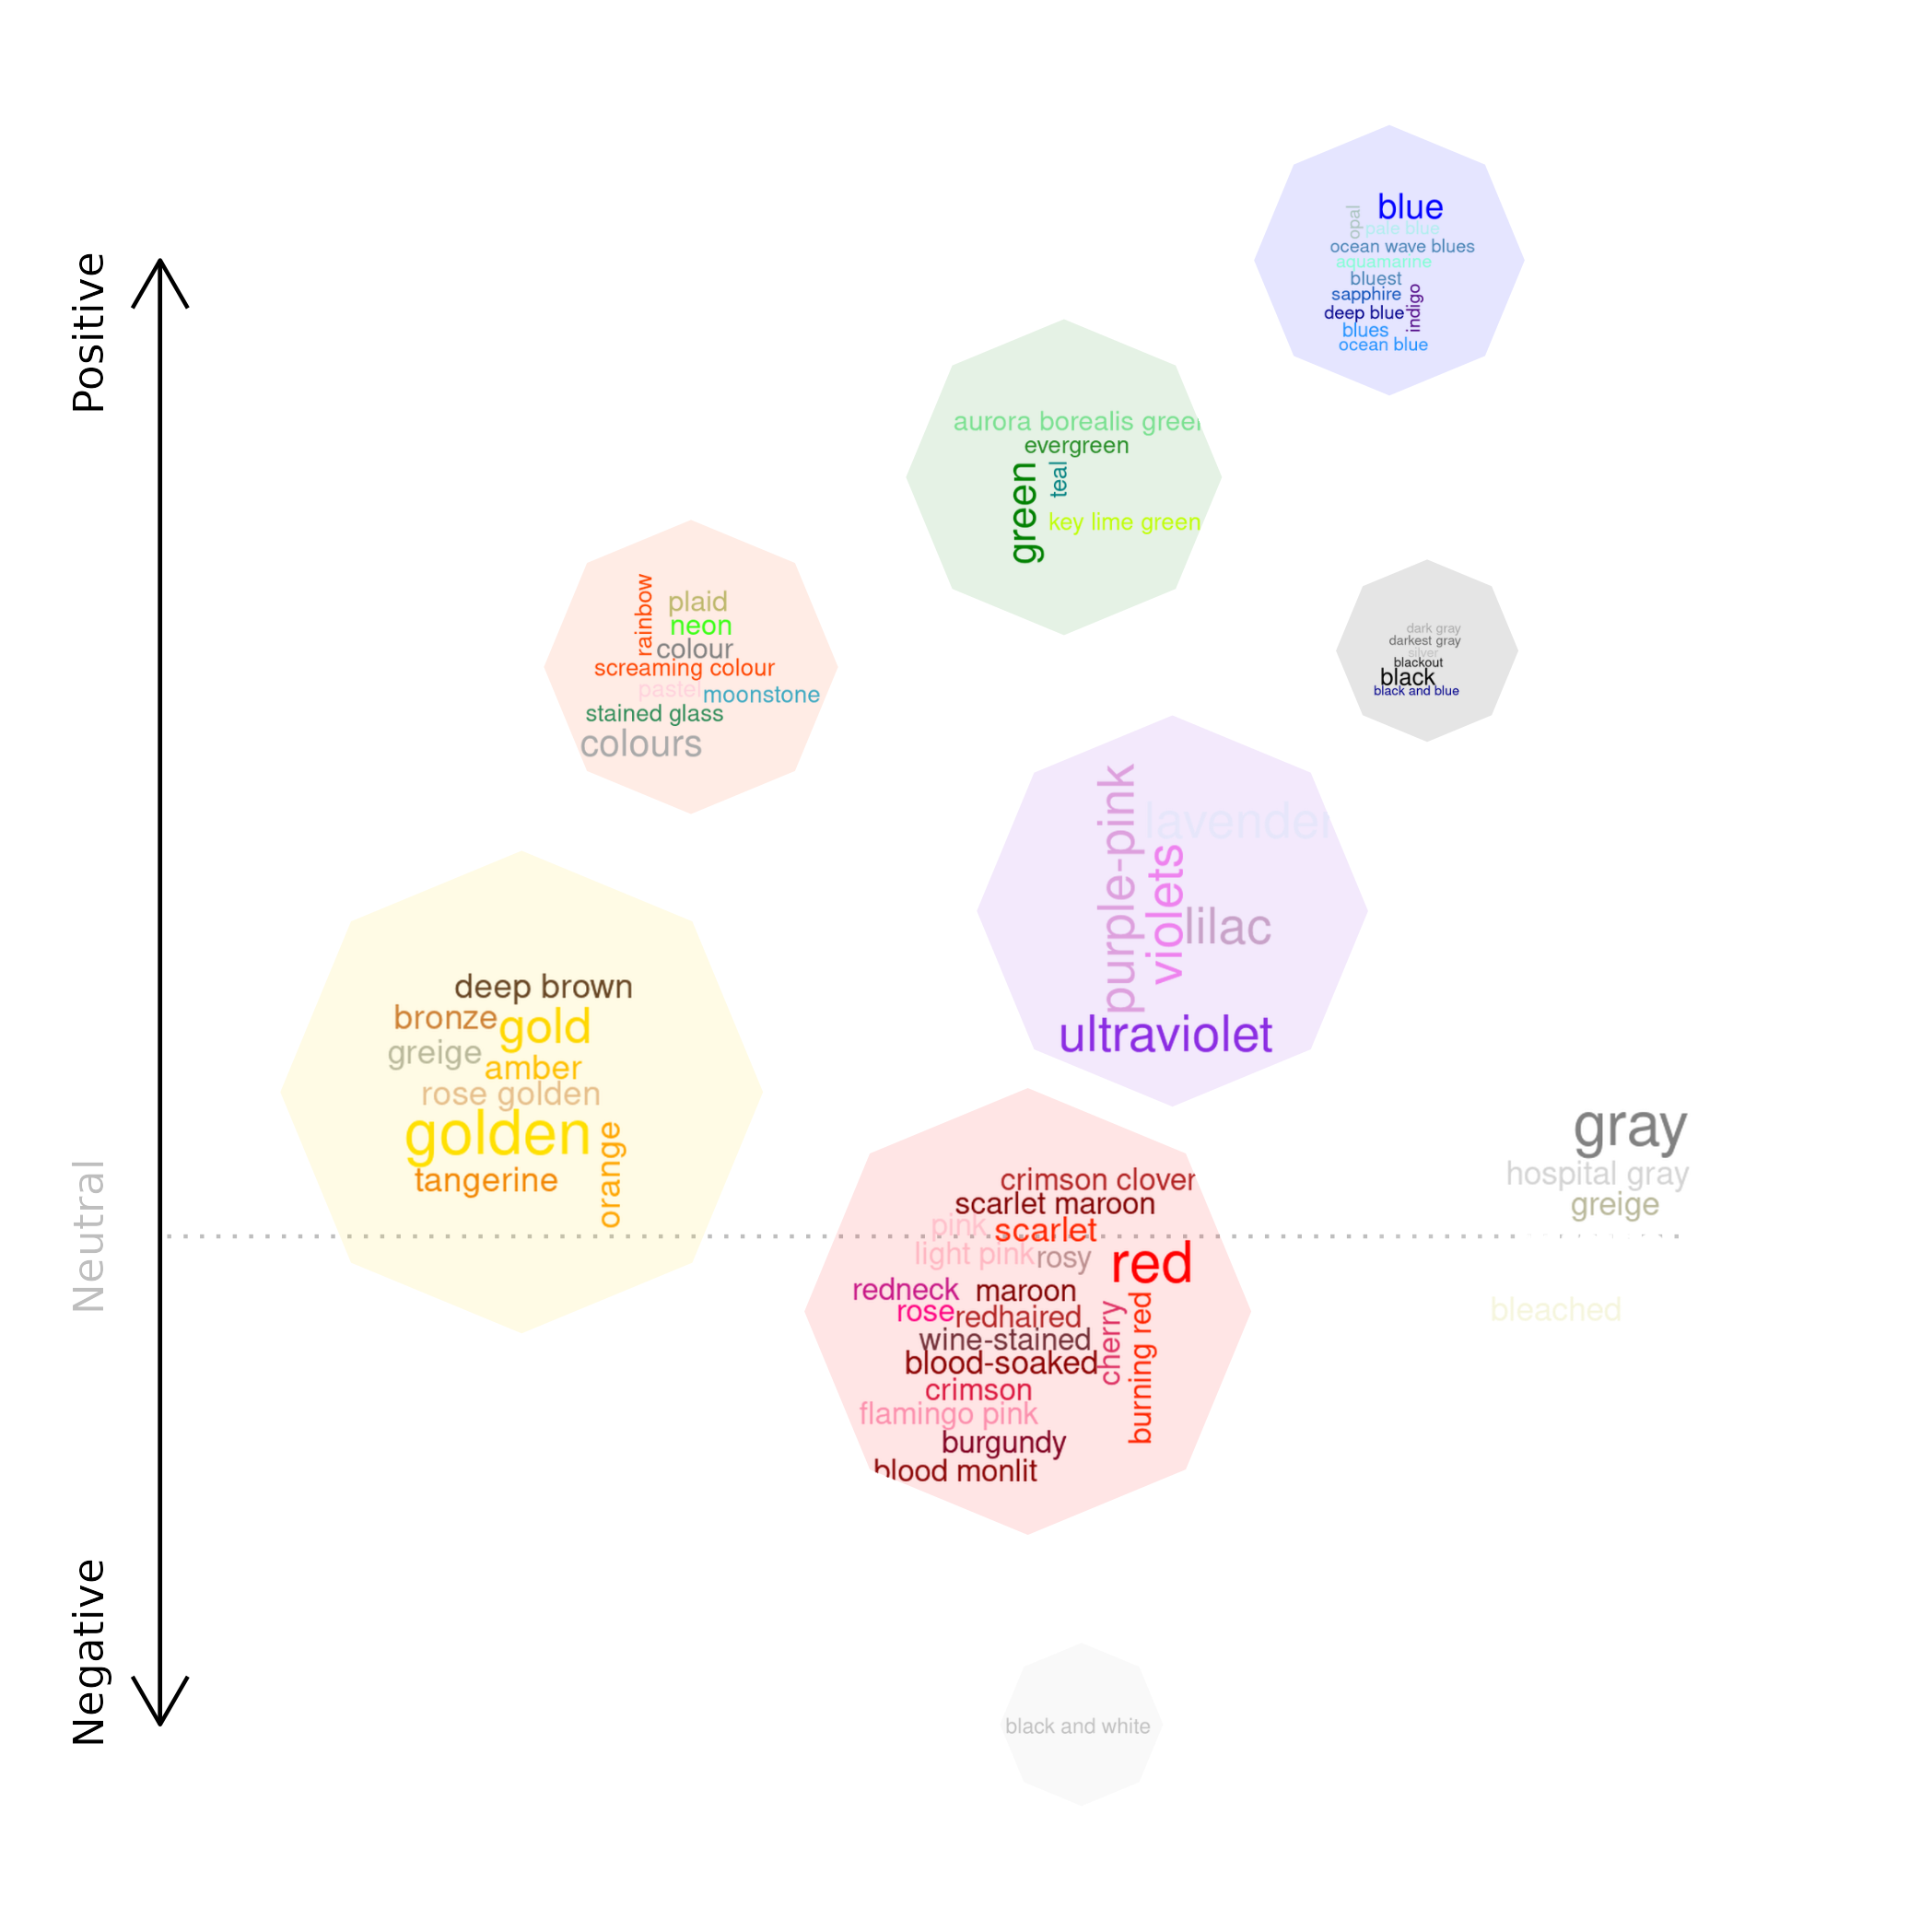 Positive
Neutral
Negative
blue
opal
pale blue
ocean wave blues
aquamarine
bluest
sapphire
indigo
deep blue
blues
ocean blue
aurora borealis green
evergreen
green
teal
key lime green
rainbow
plaid
neon
colour
screaming colour
pastel
moonstone
stained glass
colours
dark gray
darkest gray
silver
blackout
black
black and blue
purple-pink
lavender
violets
lilac
ultraviolet
deep brown
bronze
gold
greige
amber
rose golden
golden
orange
tangerine
gray
hospital gray
greige
bleached
crimson clover
scarlet maroon
pink
scarlet
light pink
rosy
red
redneck
maroon
rose
redhaired
cherry
burning red
wine-stained
blood-soaked
crimson
flamingo pink
burgundy
blood monlit
black and white